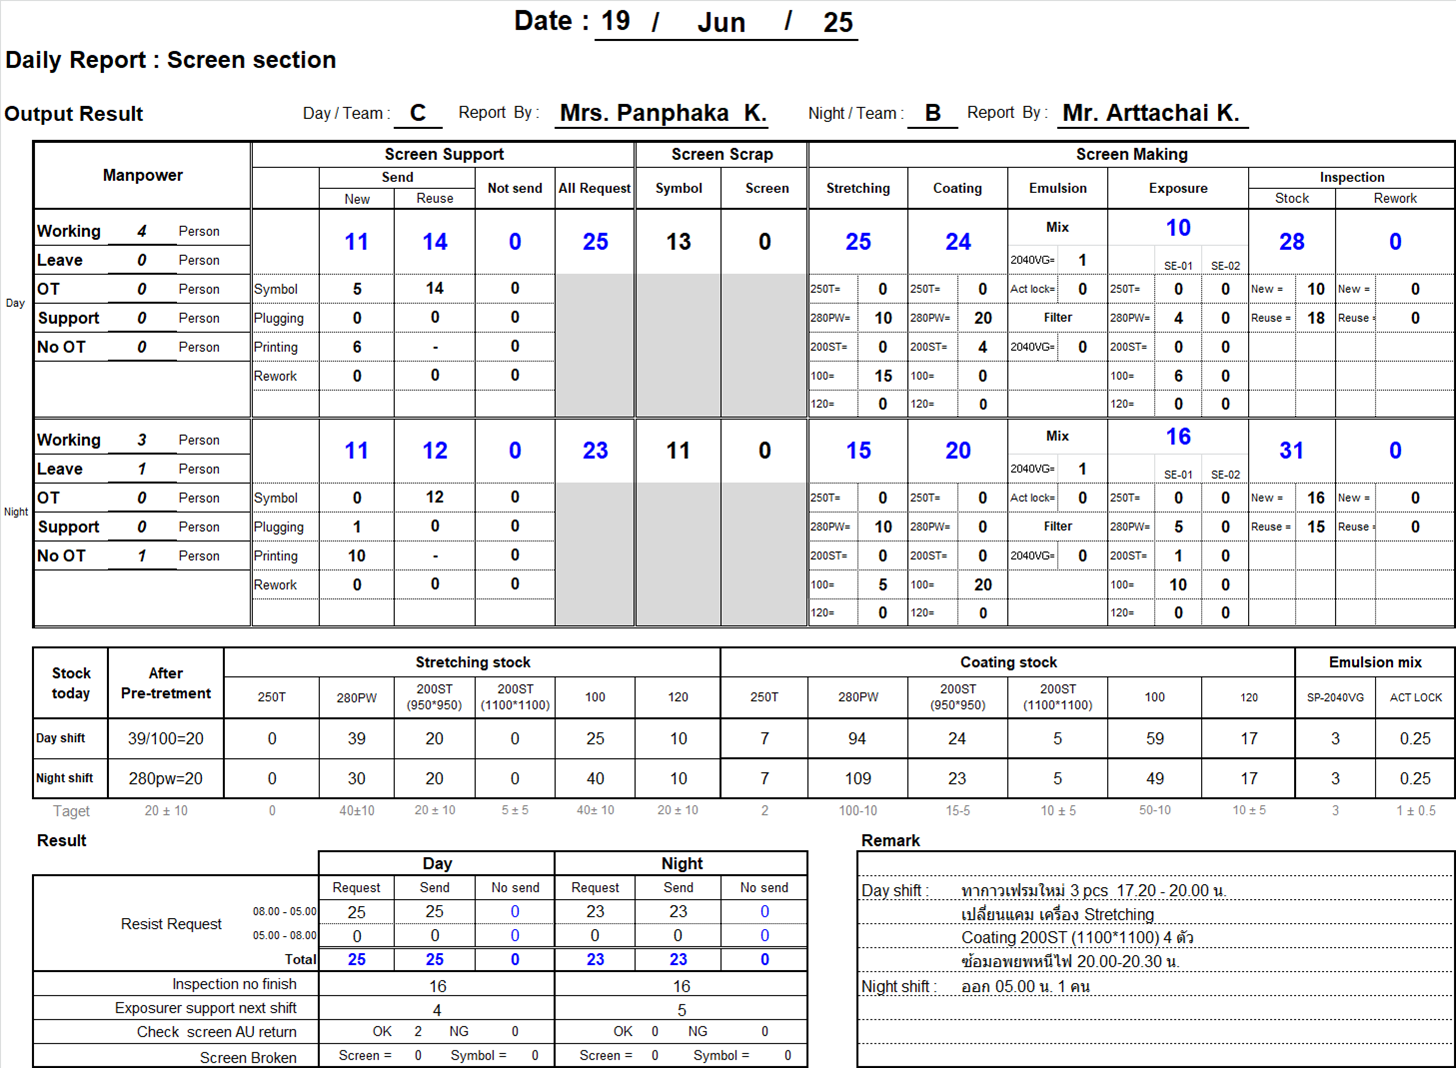 Date : 19 / Jun / 25
Daily Report : Screen section
Output Result Day / Team : C Report By : Mrs. Panphaka K. Night / Team : B Report By : Mr. Arttachai K.
Manpower Screen Support Screen Scrap Screen Making
Send Not send All Request Symbol Screen Stretching Coating Emulsion Exposure Inspection
New Reuse Stock Rework
Day
Working 4 Person 11 14 0 25 13 0 25 24 Mix 10 28 0
Leave 0 Person 2040VG= 1 SE-01 SE-02
OT 0 Person Symbol 5 14 0 250T= 0 250T= 0 Act lock= 0 250T= 0 0 New = 10 New = 0
Support 0 Person Plugging 0 0 0 280PW= 10 280PW= 20 Filter 280PW= 4 0 Reuse = 18 Reuse = 0
No OT 0 Person Printing 6 - 0 200ST= 0 200ST= 4 2040VG= 0 200ST= 0 0
Rework 0 0 0 100= 15 100= 0 100= 6 0
120= 0 120= 0 120= 0 0
Night
Working 3 Person 11 12 0 23 11 0 15 20 Mix 16 31 0
Leave 1 Person 2040VG= 1 SE-01 SE-02
OT 0 Person Symbol 0 12 0 250T= 0 250T= 0 Act lock= 0 250T= 0 0 New = 16 New = 0
Support 0 Person Plugging 1 0 0 280PW= 10 280PW= 0 Filter 280PW= 5 0 Reuse = 15 Reuse = 0
No OT 1 Person Printing 10 - 0 200ST= 0 200ST= 0 2040VG= 0 200ST= 1 0
Rework 0 0 0 100= 5 100= 20 100= 10 0
120= 0 120= 0 120= 0 0
Stock today After Pre-tretment Stretching stock Coating stock Emulsion mix
250T 280PW 200ST (950*950) 200ST (1100*1100) 100 120 250T 280PW 200ST (950*950) 200ST (1100*1100) 100 120 SP-2040VG ACT LOCK
Day shift 39/100=20 0 39 20 0 25 10 7 94 24 5 59 17 3 0.25
Night shift 280pw=20 0 30 20 0 40 10 7 109 23 5 49 17 3 0.25
Taget 20 ± 10 0 40±10 20 ± 10 5 ± 5 40± 10 20 ± 10 2 100-10 15-5 10 ± 5 50-10 10 ± 5 3 1 ± 0.5
Result
Day Night
Request Send No send Request Send No send
Resist Request 08.00 - 05.00 25 25 0 23 23 0
05.00 - 08.00 0 0 0 0 0 0
Total 25 25 0 23 23 0
Inspection no finish 16 16
Exposurer support next shift 4 5
Check screen AU return OK 2 NG 0 OK 0 NG 0
Screen Broken Screen = 0 Symbol = 0 Screen = 0 Symbol = 0
Remark
Day shift : ทากาวเฟรมใหม่ 3 pcs 17.20 - 20.00 น.
เปลี่ยนแคม เครื่อง Stretching
Coating 200ST (1100*1100) 4 ตัว
ซ้อมอพยพหนีไฟ 20.00-20.30 น.
Night shift : ออก 05.00 น. 1 คน